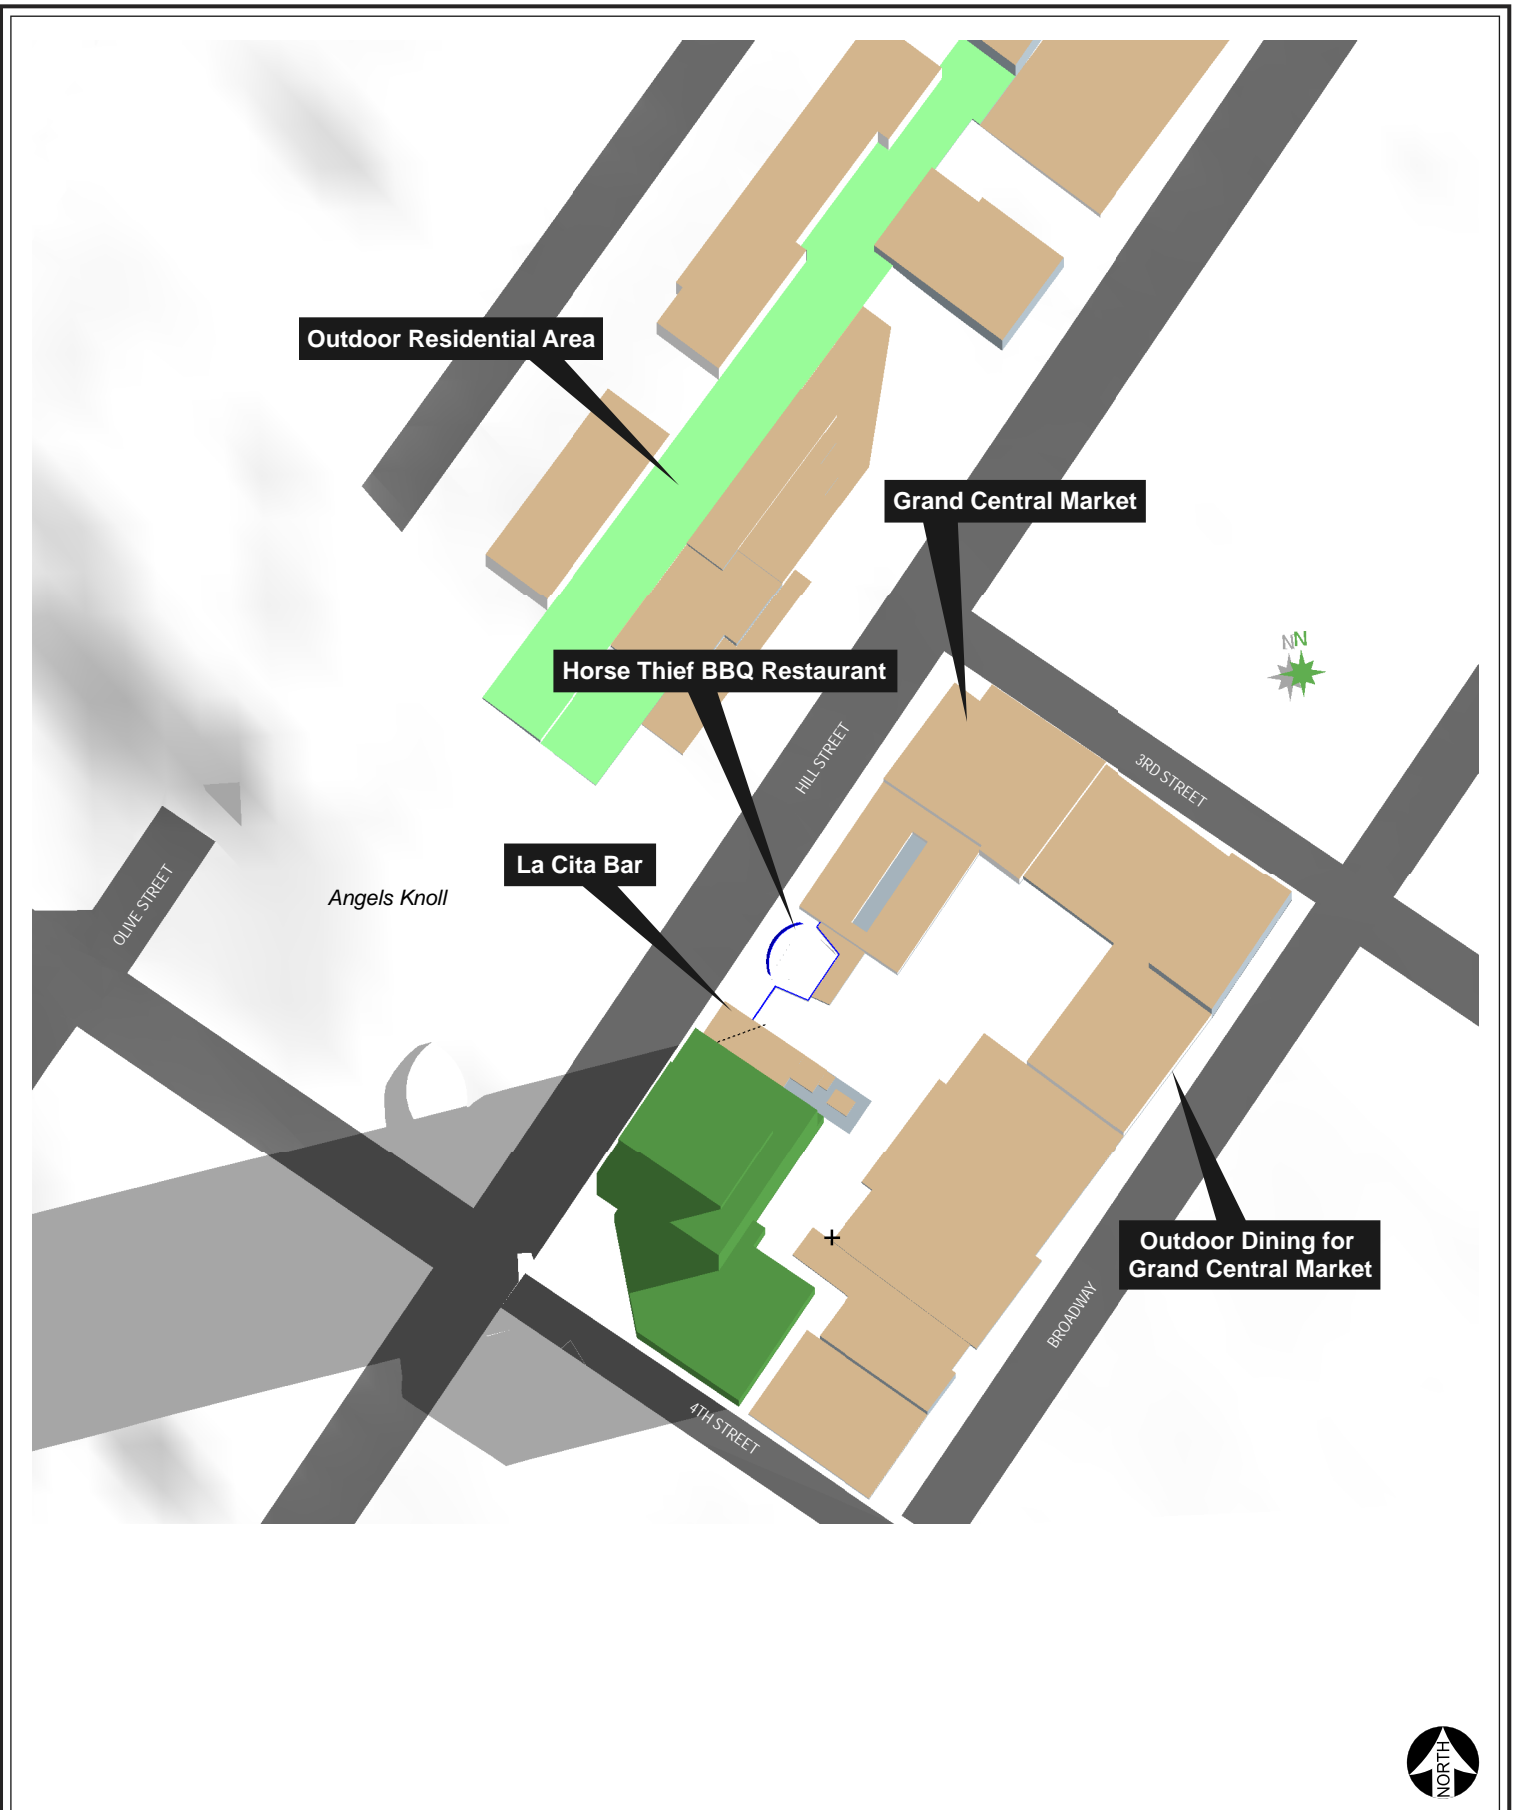 Outdoor Residential Area
Grand Central Market
N N
Horse Thief BBQ Restaurant
HILL STREET
3RD STREET
La Cita Bar
OLIVE STREET
Angels Knoll
Outdoor Dining for
Grand Central Market
BROADWAY
4TH STREET
NORTH